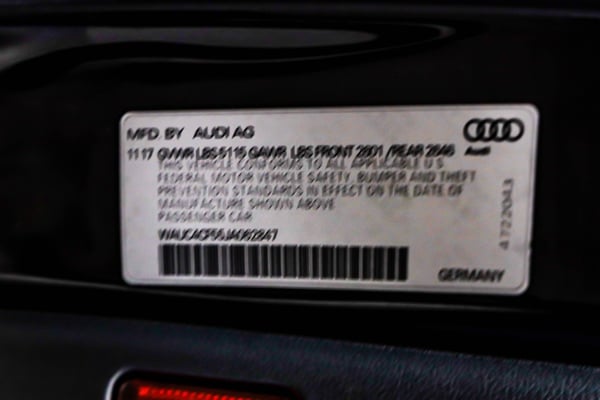 MFD. BY AUDI AG
11 17 GVWR LBS 5115 GAWR LBS FRONT 2601 / REAR 2646
Audi
THIS VEHICLE CONFORMS TO ALL APPLICABLE U S
FEDERAL MOTOR VEHICLE SAFETY, BUMPER AND THEFT
PREVENTION STANDARDS IN EFFECT ON THE DATE OF
MANUFACTURE SHOWN ABOVE
PASSENGER CAR
WAUC4CF55JA062847
4722043
GERMANY